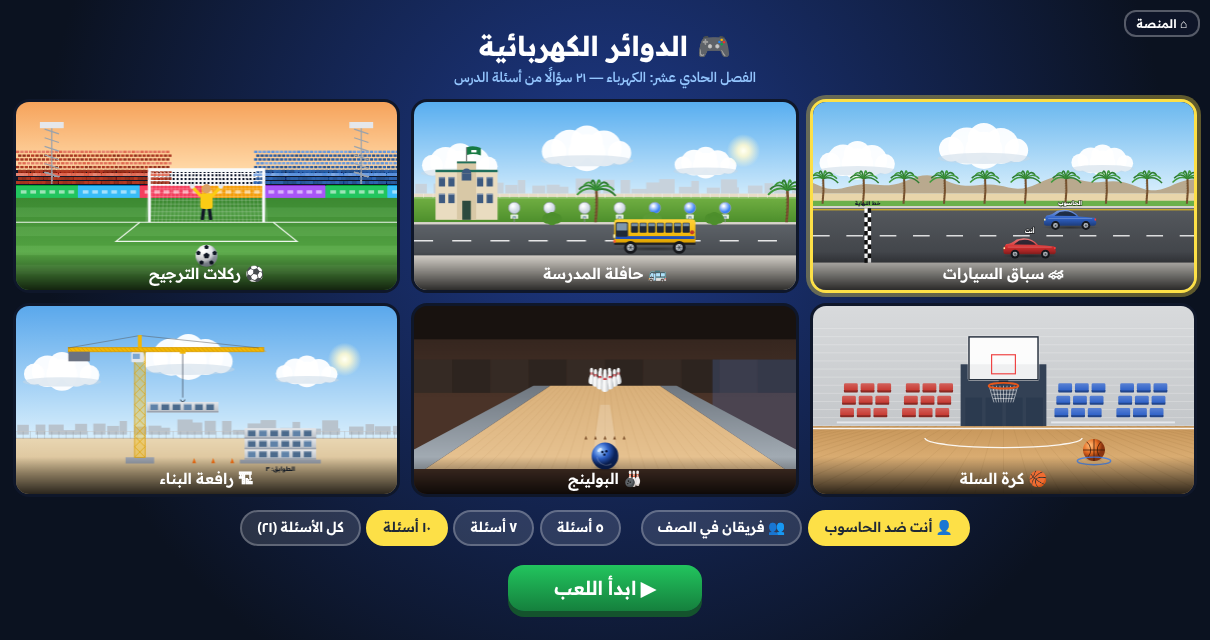 ⌂ المنصة
🎮 الدوائر الكهربائية
الفصل الحادي عشر: الكهرباء — ٢١ سؤالًا من أسئلة الدرس
خط النهاية
الحاسوب
أنت
🏎 سباق السيارات
🚌 حافلة المدرسة
⚽ ركلات الترجيح
🏀 كرة السلة
🎳 البولينج
الطوابق: ٣
🏗 رافعة البناء
👤 أنت ضد الحاسوب
👥 فريقان في الصف
٥ أسئلة
٧ أسئلة
١٠ أسئلة
كل الأسئلة (٢١)
▶ ابدأ اللعب